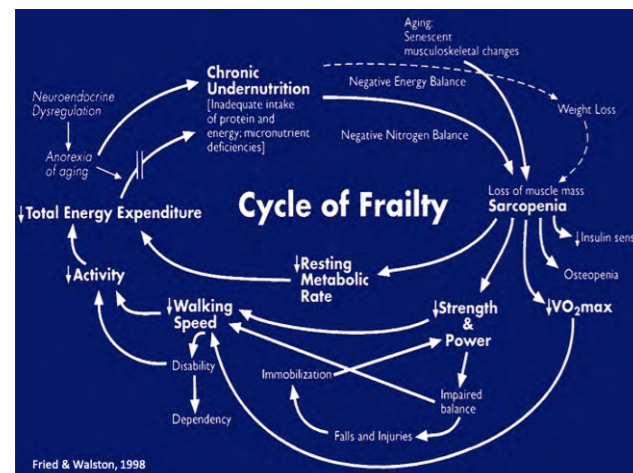 Aging:
Senescent
musculoskeletal changes
Chronic
Undernutrition
[Inadequate intake
of protein and
energy; micronutrient
deficiencies]
Negative Energy Balance
Negative Nitrogen Balance
Weight Loss
Neuroendocrine
Dysregulation
Anorexia
of aging
Cycle of Frailty
Loss of muscle mass
Sarcopenia
↓Total Energy Expenditure
↓Insulin sens
Osteopenia
↓VO₂max
↓Resting
Metabolic
Rate
↓Activity
↓Walking
Speed
↓Strength
&
Power
Disability
Dependency
Immobilization
Impaired
balance
Falls and Injuries
Fried & Walston, 1998